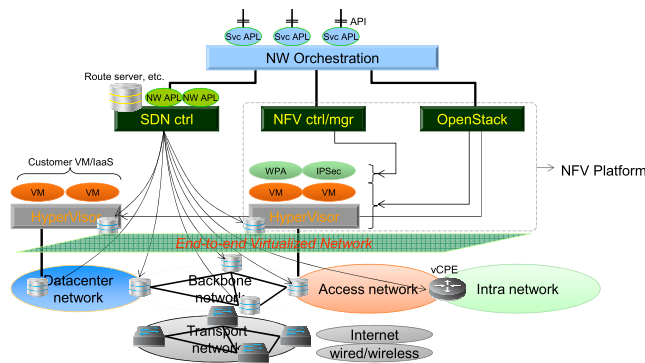 API
Svc APL
Svc APL
Svc APL
NW Orchestration
Route server, etc.
NW APL
NW APL
SDN ctrl
NFV ctrl/mgr
OpenStack
Customer VM/IaaS
WPA
IPSec
NFV Platform
VM
VM
VM
VM
HyperVisor
HyperVisor
End-to-end Virtualized Network
vCPE
Datacenter
network
Backbone
network
Access network
Intra network
Transport
network
Internet
wired/wireless